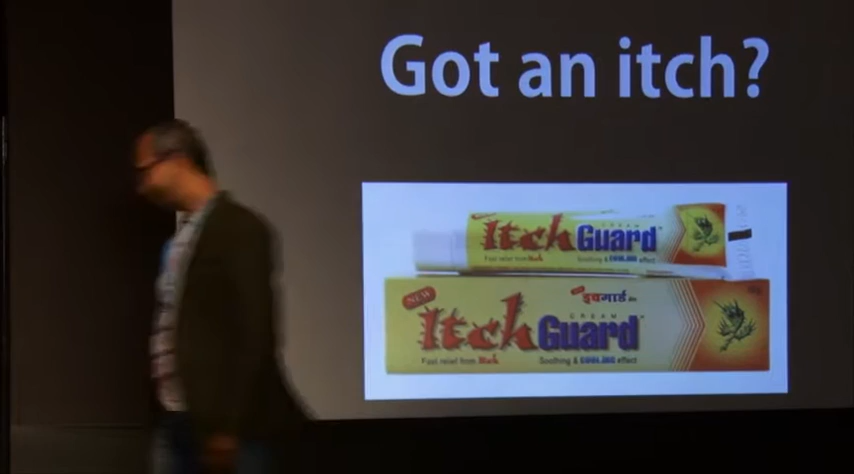 Got an itch?
CREAM
Itch Guard
Fast relief from Itch
Soothing & COOLING effect
NEW
इचगार्ड
CREAM
Itch Guard
Fast relief from Itch
Soothing & COOLING effect